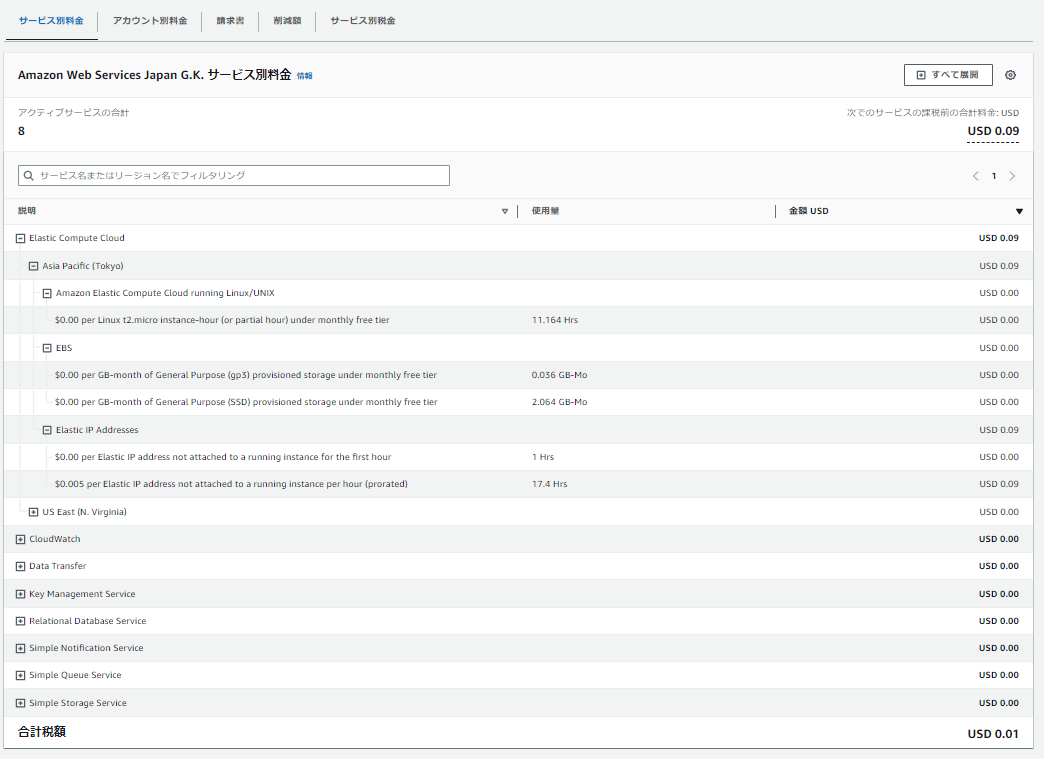 サービス別料金 アカウント別料金 請求書 削減額 サービス別税金
Amazon Web Services Japan G.K. サービス別料金 情報 すべて展開
アクティブサービスの合計 次でのサービスの課税前の合計料金: USD
8 USD 0.09
サービス名またはリージョン名でフィルタリング 1
説明 使用量 金額 USD
Elastic Compute Cloud USD 0.09
Asia Pacific (Tokyo) USD 0.09
Amazon Elastic Compute Cloud running Linux/UNIX USD 0.00
$0.00 per Linux t2.micro instance-hour (or partial hour) under monthly free tier 11.164 Hrs USD 0.00
EBS USD 0.00
$0.00 per GB-month of General Purpose (gp3) provisioned storage under monthly free tier 0.036 GB-Mo USD 0.00
$0.00 per GB-month of General Purpose (SSD) provisioned storage under monthly free tier 2.064 GB-Mo USD 0.00
Elastic IP Addresses USD 0.09
$0.00 per Elastic IP address not attached to a running instance for the first hour 1 Hrs USD 0.00
$0.005 per Elastic IP address not attached to a running instance per hour (prorated) 17.4 Hrs USD 0.09
US East (N. Virginia) USD 0.00
CloudWatch USD 0.00
Data Transfer USD 0.00
Key Management Service USD 0.00
Relational Database Service USD 0.00
Simple Notification Service USD 0.00
Simple Queue Service USD 0.00
Simple Storage Service USD 0.00
合計税額 USD 0.01